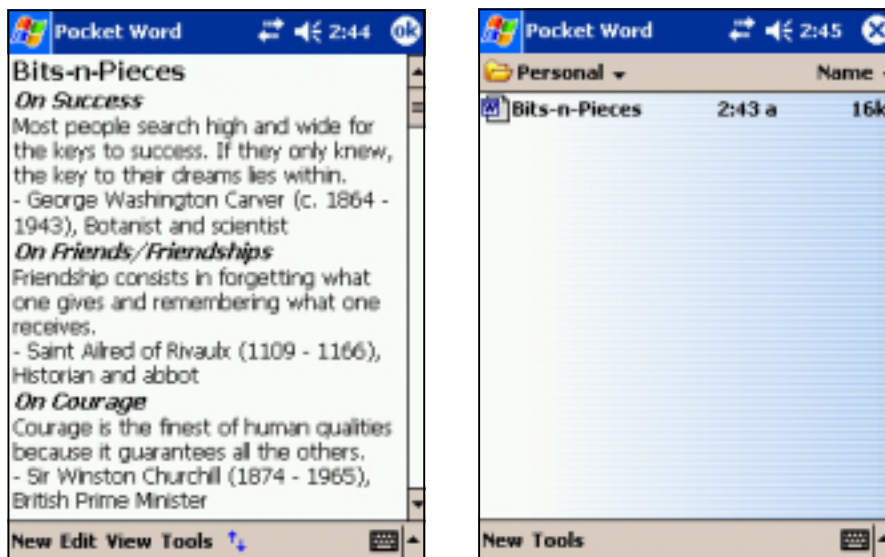 Pocket Word 2:44 ok
Bits-n-Pieces
On Success
Most people search high and wide for
the keys to success. If they only knew,
the key to their dreams lies within.
- George Washington Carver (c. 1864 -
1943), Botanist and scientist
On Friends/Friendships
Friendship consists in forgetting what
one gives and remembering what one
receives.
- Saint Ailred of Rivaulx (1109 - 1166),
Historian and abbot
On Courage
Courage is the finest of human qualities
because it guarantees all the others.
- Sir Winston Churchill (1874 - 1965),
British Prime Minister
New Edit View Tools
Pocket Word 2:45
Personal Name
Bits-n-Pieces 2:43 a 16k
New Tools